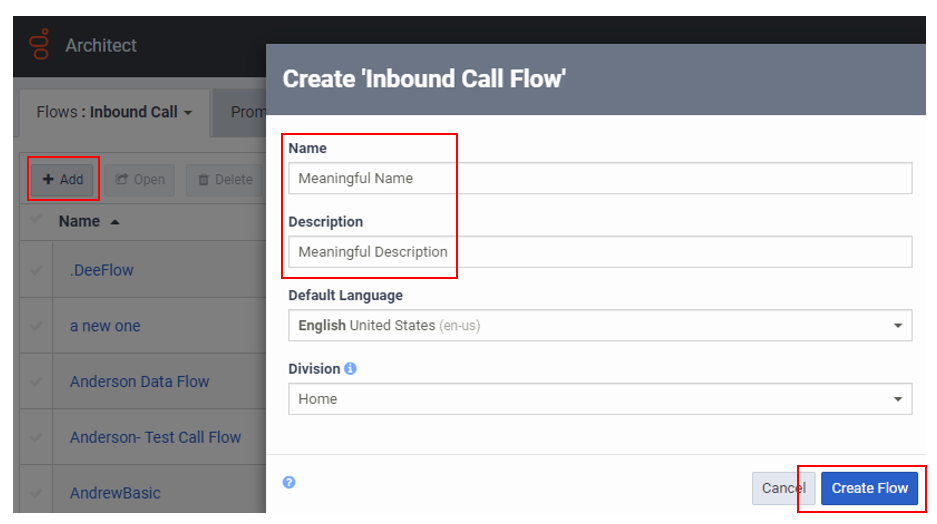 Architect
Create 'Inbound Call Flow'
Flows : Inbound Call
Prom
Name
Meaningful Name
+ Add
Open
Delete
Name
Description
Meaningful Description
.DeeFlow
Default Language
a new one
English United States (en-us)
Division
Anderson Data Flow
Home
Anderson- Test Call Flow
AndrewBasic
Cancel
Create Flow